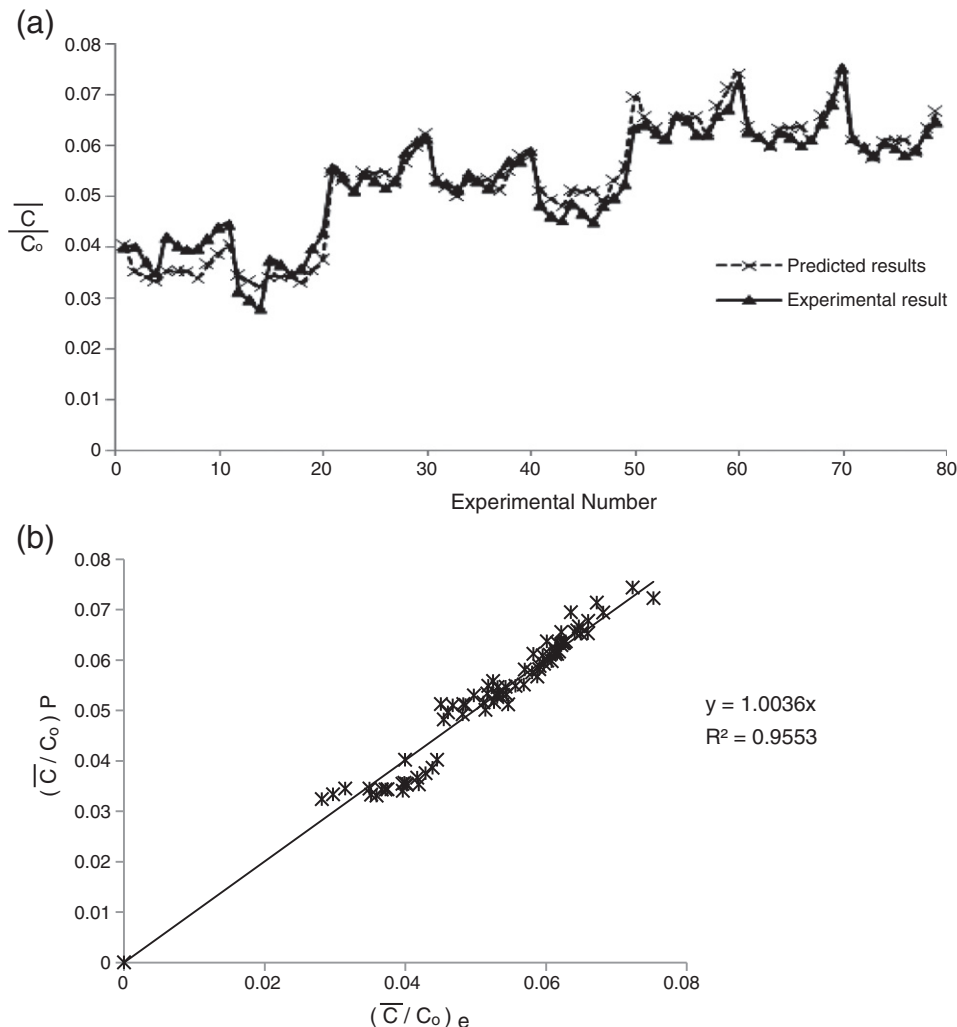 (a)
0.08
0.07
0.06
0.05
0.04
0.03
0.02
0.01
0
C
Co
Predicted results
Experimental result
0 10 20 30 40 50 60 70 80
Experimental Number
(b)
0.08
0.07
0.06
0.05
0.04
0.03
0.02
0.01
0
(C / Co) P
y = 1.0036x
R² = 0.9553
0 0.02 0.04 0.06 0.08
(C / Co) e